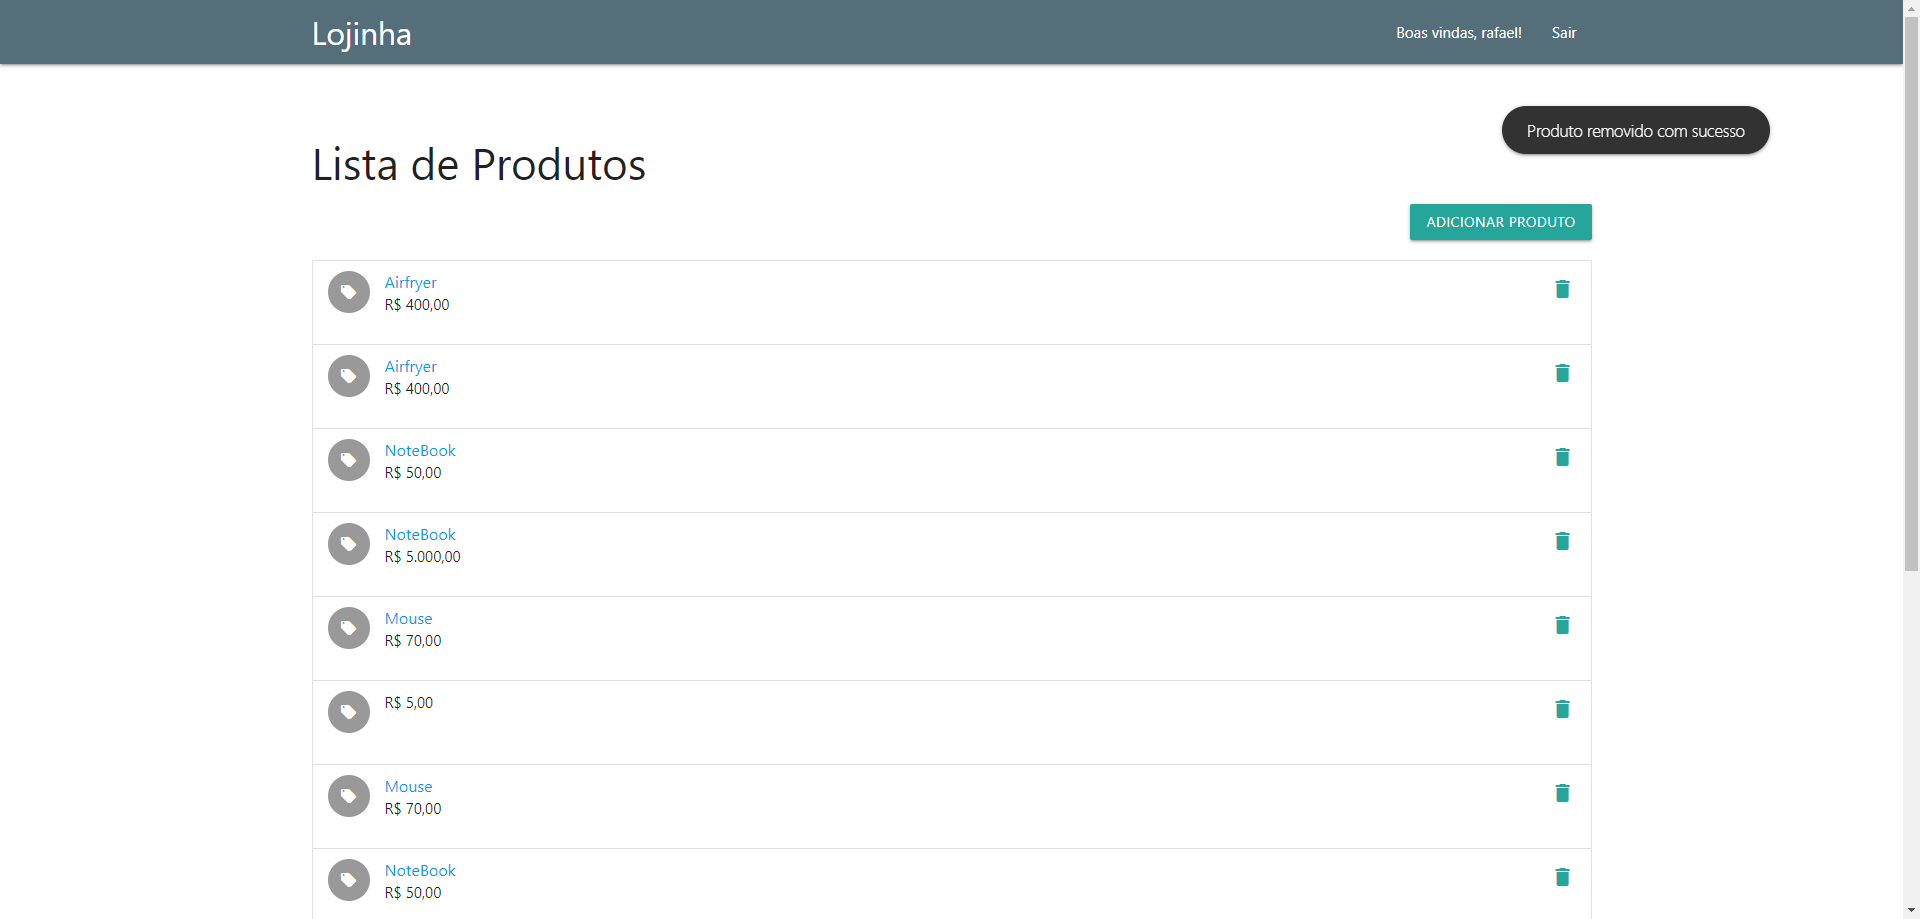 Lojinha
Boas vindas, rafael!
Sair
Produto removido com sucesso
Lista de Produtos
ADICIONAR PRODUTO
Airfryer
R$ 400,00
Airfryer
R$ 400,00
NoteBook
R$ 50,00
NoteBook
R$ 5.000,00
Mouse
R$ 70,00
R$ 5,00
Mouse
R$ 70,00
NoteBook
R$ 50,00